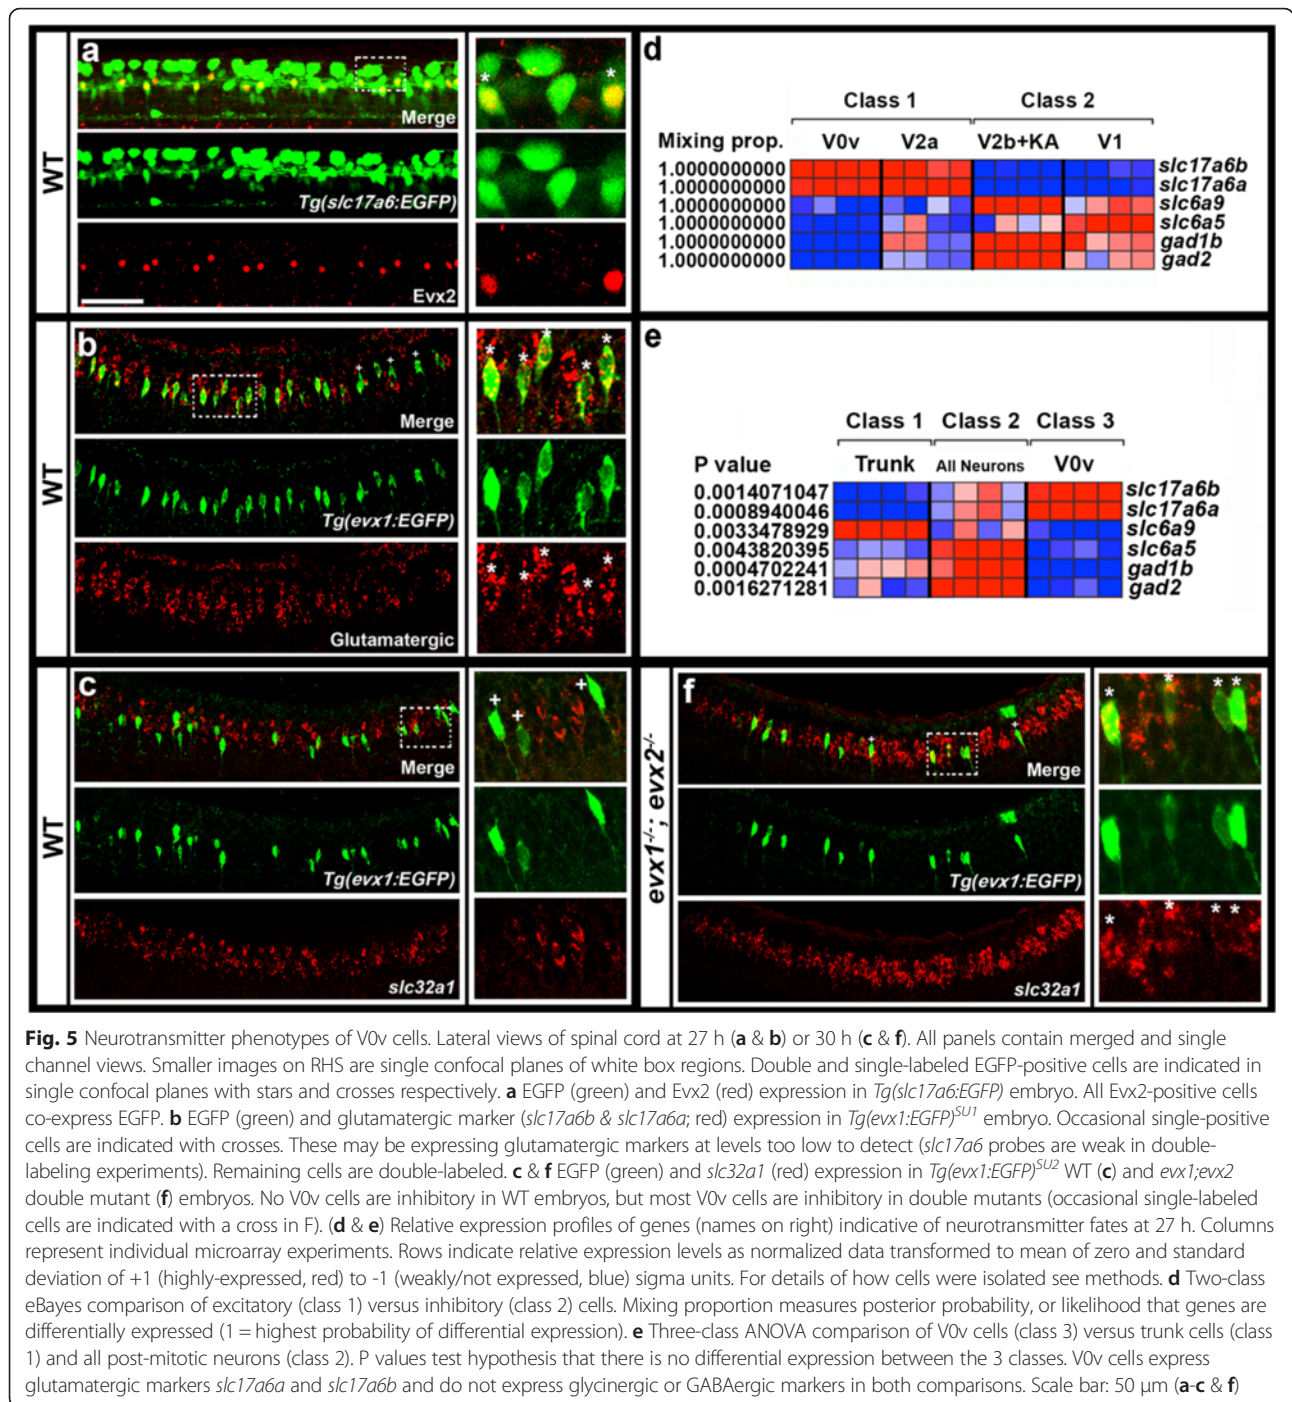 a
WT
Merge
Tg(slc17a6:EGFP)
Evx2
* *
b
WT
+ + +
Merge
Tg(evx1:EGFP)
Glutamatergic
* * * * *
* * * * *
c
WT
Merge
Tg(evx1:EGFP)
slc32a1
+ + +
d
Class 1 Class 2
Mixing prop. V0v V2a V2b+KA V1
1.0000000000 slc17a6b
1.0000000000 slc17a6a
1.0000000000 slc6a9
1.0000000000 slc6a5
1.0000000000 gad1b
1.0000000000 gad2
e
Class 1 Class 2 Class 3
P value Trunk All Neurons V0v
0.0014071047 slc17a6b
0.0008940046 slc17a6a
0.0033478929 slc6a9
0.0043820395 slc6a5
0.0004702241 gad1b
0.0016271281 gad2
f
evx1-/-; evx2-/-
+ +
Merge
Tg(evx1:EGFP)
slc32a1
* * * *
* * * *
Fig. 5 Neurotransmitter phenotypes of V0v cells. Lateral views of spinal cord at 27 h (a & b) or 30 h (c & f). All panels contain merged and single
channel views. Smaller images on RHS are single confocal planes of white box regions. Double and single-labeled EGFP-positive cells are indicated in
single confocal planes with stars and crosses respectively. a EGFP (green) and Evx2 (red) expression in Tg(slc17a6:EGFP) embryo. All Evx2-positive cells
co-express EGFP. b EGFP (green) and glutamatergic marker (slc17a6b & slc17a6a; red) expression in Tg(evx1:EGFP)SU1 embryo. Occasional single-positive
cells are indicated with crosses. These may be expressing glutamatergic markers at levels too low to detect (slc17a6 probes are weak in double-
labeling experiments). Remaining cells are double-labeled. c & f EGFP (green) and slc32a1 (red) expression in Tg(evx1:EGFP)SU2 WT (c) and evx1;evx2
double mutant (f) embryos. No V0v cells are inhibitory in WT embryos, but most V0v cells are inhibitory in double mutants (occasional single-labeled
cells are indicated with a cross in F). (d & e) Relative expression profiles of genes (names on right) indicative of neurotransmitter fates at 27 h. Columns
represent individual microarray experiments. Rows indicate relative expression levels as normalized data transformed to mean of zero and standard
deviation of +1 (highly-expressed, red) to -1 (weakly/not expressed, blue) sigma units. For details of how cells were isolated see methods. d Two-class
eBayes comparison of excitatory (class 1) versus inhibitory (class 2) cells. Mixing proportion measures posterior probability, or likelihood that genes are
differentially expressed (1 = highest probability of differential expression). e Three-class ANOVA comparison of V0v cells (class 3) versus trunk cells (class
1) and all post-mitotic neurons (class 2). P values test hypothesis that there is no differential expression between the 3 classes. V0v cells express
glutamatergic markers slc17a6a and slc17a6b and do not express glycinergic or GABAergic markers in both comparisons. Scale bar: 50 μm (a-c & f)